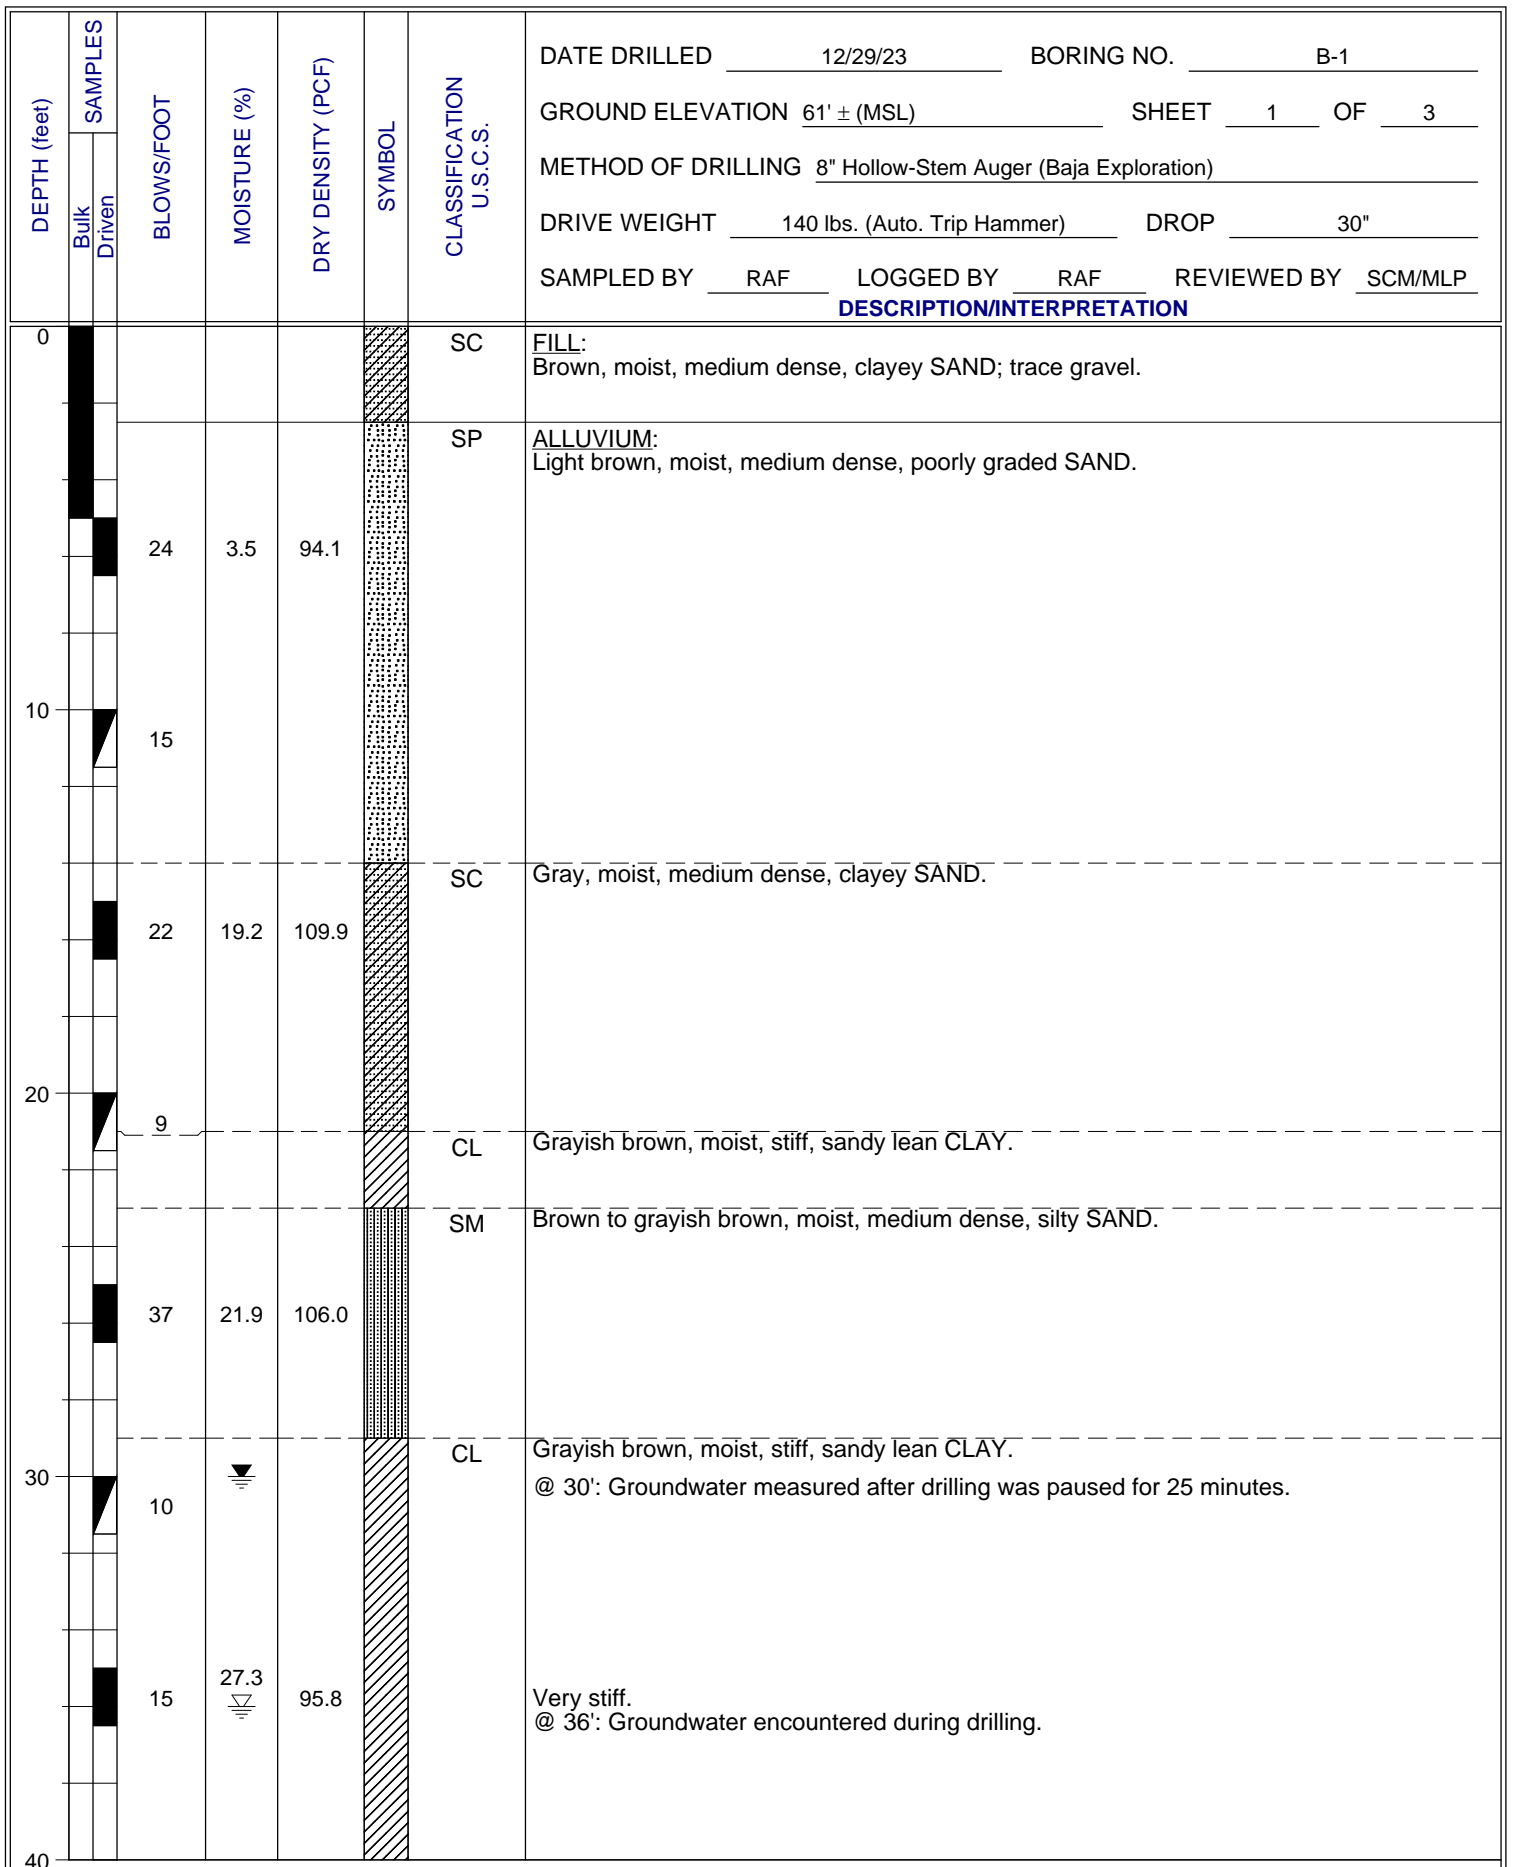 DEPTH (feet)
SAMPLES
Bulk
Driven
BLOWS/FOOT
MOISTURE (%)
DRY DENSITY (PCF)
SYMBOL
CLASSIFICATION
U.S.C.S.
DATE DRILLED 12/29/23 BORING NO. B-1
GROUND ELEVATION 61' ± (MSL) SHEET 1 OF 3
METHOD OF DRILLING 8" Hollow-Stem Auger (Baja Exploration)
DRIVE WEIGHT 140 lbs. (Auto. Trip Hammer) DROP 30"
SAMPLED BY RAF LOGGED BY RAF REVIEWED BY SCM/MLP
DESCRIPTION/INTERPRETATION
0 SC FILL:
Brown, moist, medium dense, clayey SAND; trace gravel.
SP ALLUVIUM:
Light brown, moist, medium dense, poorly graded SAND.
24 3.5 94.1
10
15
SC Gray, moist, medium dense, clayey SAND.
22 19.2 109.9
20
9
CL Grayish brown, moist, stiff, sandy lean CLAY.
SM Brown to grayish brown, moist, medium dense, silty SAND.
37 21.9 106.0
CL Grayish brown, moist, stiff, sandy lean CLAY.
30 @ 30': Groundwater measured after drilling was paused for 25 minutes.
10
27.3
15 95.8 Very stiff.
@ 36': Groundwater encountered during drilling.
40